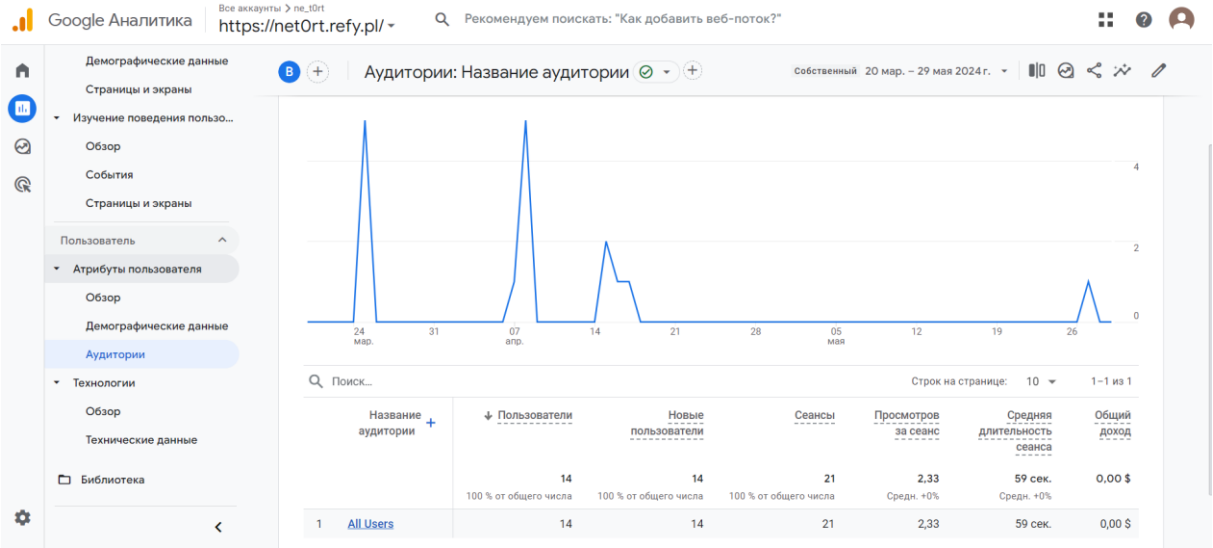 Google Аналитика
Все аккаунты > ne_t0rt
https://net0rt.refy.pl/
Рекомендуем поискать: "Как добавить веб-поток?"
Демографические данные
Страницы и экраны
Изучение поведения пользо...
Обзор
События
Страницы и экраны
Пользователь
Атрибуты пользователя
Обзор
Демографические данные
Аудитории
Технологии
Обзор
Технические данные
Библиотека
В
Аудитории: Название аудитории
Собственный 20 мар. – 29 мая 2024 г.
4
2
0
24 мар.
31
07 апр.
14
21
28
05 мая
12
19
26
Поиск...
Строк на странице: 10
1–1 из 1
Название аудитории
Пользователи
Новые пользователи
Сеансы
Просмотров за сеанс
Средняя длительность сеанса
Общий доход
14 14 21 2,33 59 сек. 0,00 $
100 % от общего числа 100 % от общего числа 100 % от общего числа Средн. +0% Средн. +0%
1 All Users 14 14 21 2,33 59 сек. 0,00 $